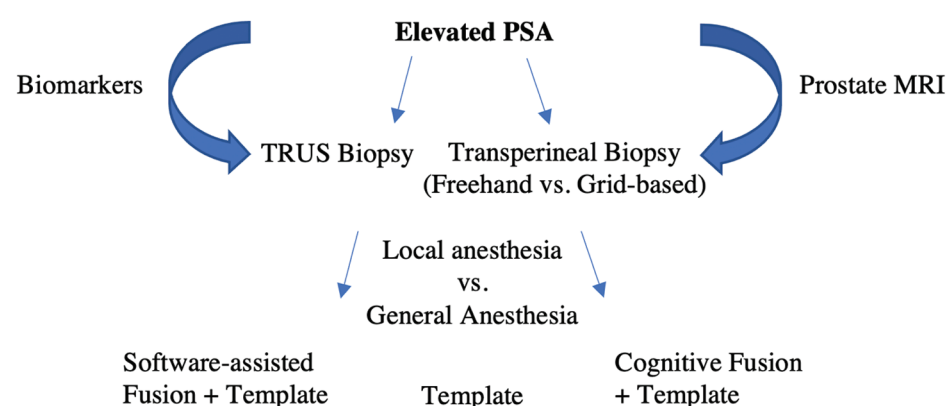 Elevated PSA
Biomarkers
Prostate MRI
TRUS Biopsy
Transperineal Biopsy
(Freehand vs. Grid-based)
Local anesthesia
vs.
General Anesthesia
Software-assisted
Fusion + Template
Template
Cognitive Fusion
+ Template